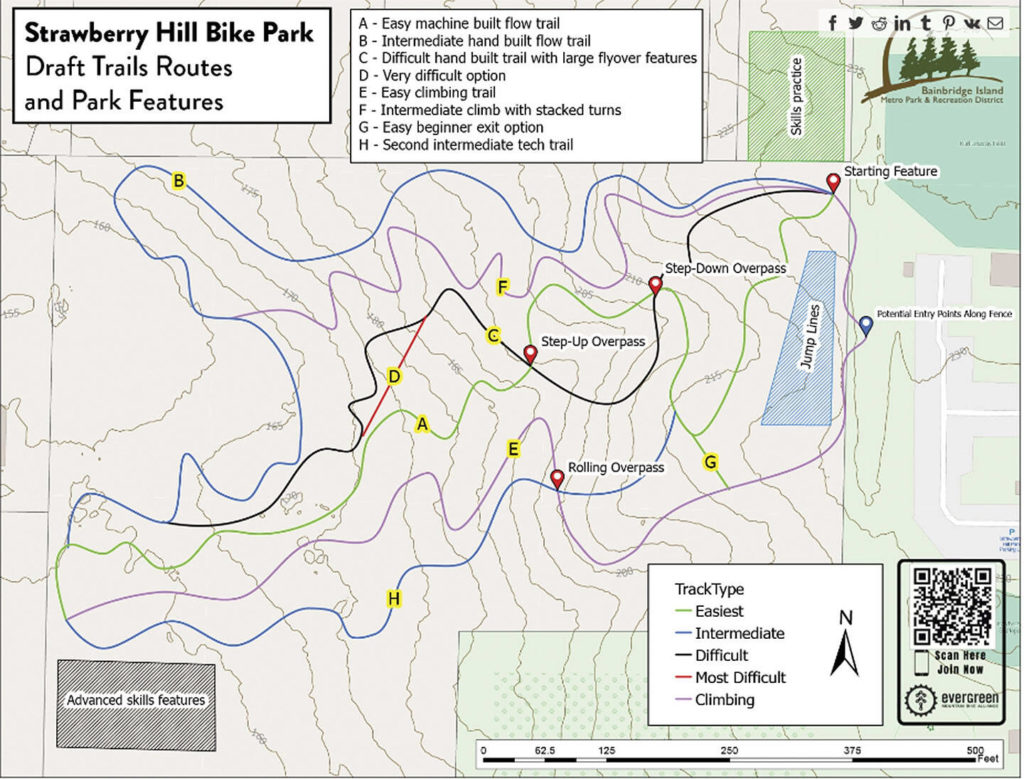 Strawberry Hill Bike Park
Draft Trails Routes
and Park Features
A - Easy machine built flow trail
B - Intermediate hand built flow trail
C - Difficult hand built trail with large flyover features
D - Very difficult option
E - Easy climbing trail
F - Intermediate climb with stacked turns
G - Easy beginner exit option
H - Second intermediate tech trail
Skills practice
Bainbridge Island
Metro Park & Recreation District
235
225
Starting Feature
B
175
160
170
155
F
210
205
Step-Down Overpass
Jump Lines
Potential Entry Points Along Fence
230
180
C
Step-Up Overpass
D
185
215
A
165
E
Rolling Overpass
G
170
P
200
H
Advanced skills features
160
TrackType
Easiest
Intermediate
Difficult
Most Difficult
Climbing
N
Scan Here
Join Now
evergreen
MOUNTAIN BIKE ALLIANCE
0 62.5 125 250 375 500
Feet